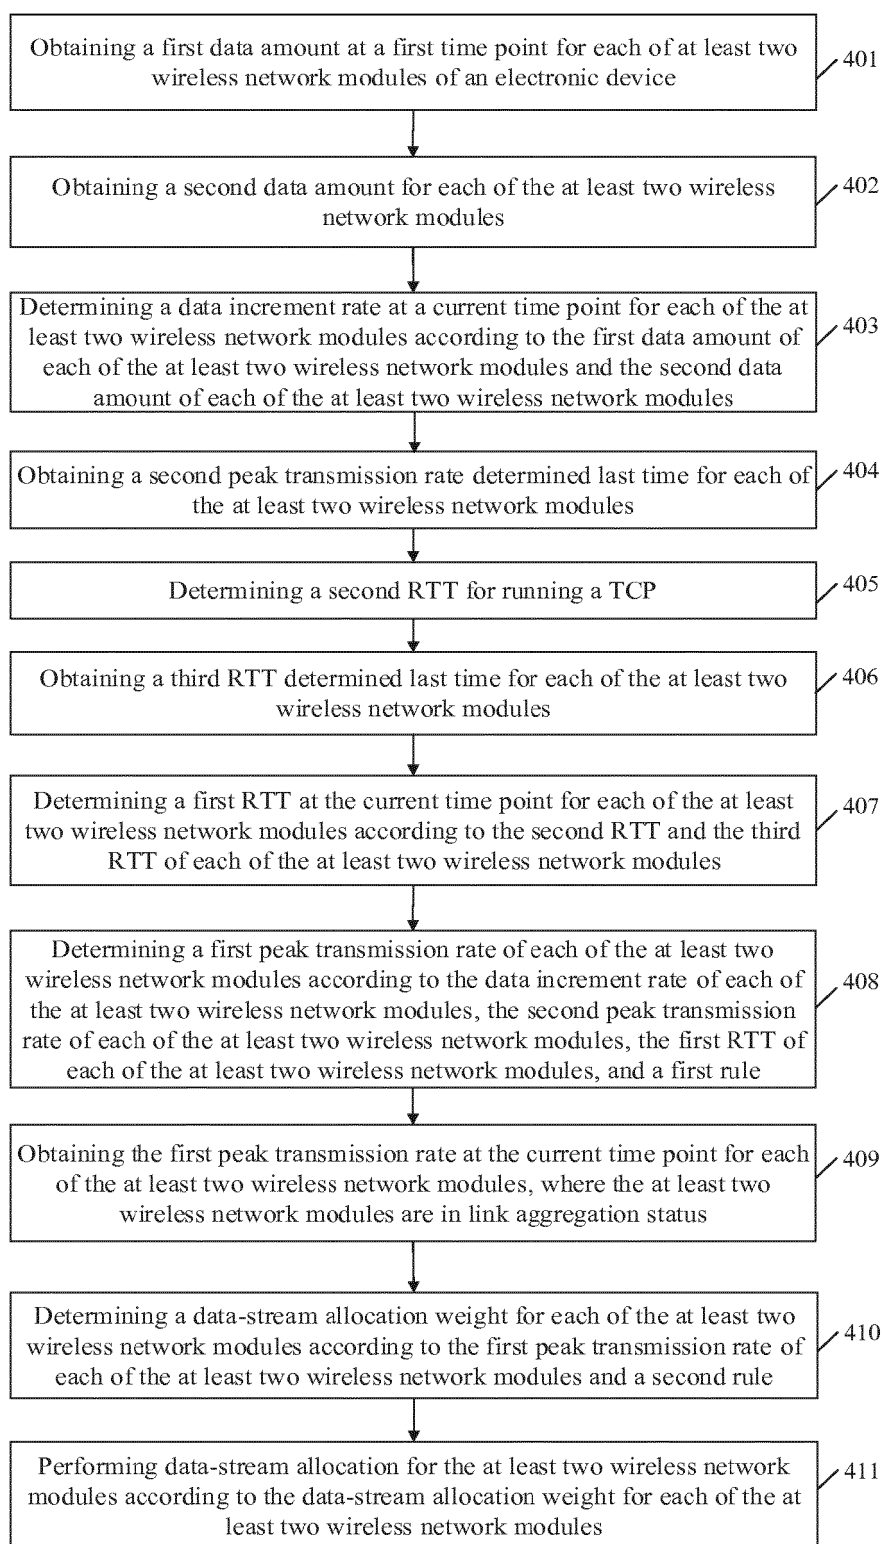 Obtaining a first data amount at a first time point for each of at least two
wireless network modules of an electronic device
401
Obtaining a second data amount for each of the at least two wireless
network modules
402
Determining a data increment rate at a current time point for each of the at
least two wireless network modules according to the first data amount of
each of the at least two wireless network modules and the second data
amount of each of the at least two wireless network modules
403
Obtaining a second peak transmission rate determined last time for each of
the at least two wireless network modules
404
Determining a second RTT for running a TCP
405
Obtaining a third RTT determined last time for each of the at least two
wireless network modules
406
Determining a first RTT at the current time point for each of the at least
two wireless network modules according to the second RTT and the third
RTT of each of the at least two wireless network modules
407
Determining a first peak transmission rate of each of the at least two
wireless network modules according to the data increment rate of each of
the at least two wireless network modules, the second peak transmission
rate of each of the at least two wireless network modules, the first RTT of
each of the at least two wireless network modules, and a first rule
408
Obtaining the first peak transmission rate at the current time point for each
of the at least two wireless network modules, where the at least two
wireless network modules are in link aggregation status
409
Determining a data-stream allocation weight for each of the at least two
wireless network modules according to the first peak transmission rate of
each of the at least two wireless network modules and a second rule
410
Performing data-stream allocation for the at least two wireless network
modules according to the data-stream allocation weight for each of the at
least two wireless network modules
411